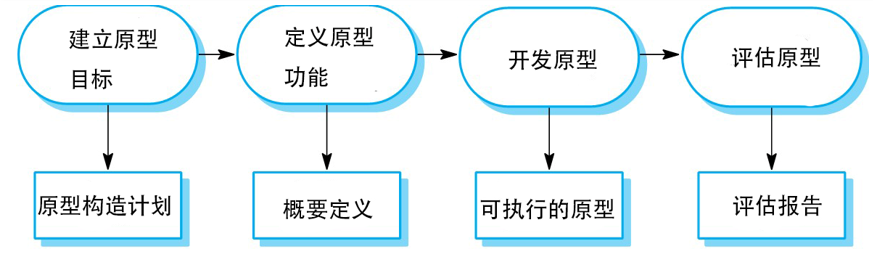 建立原型
目标
定义原型
功能
开发原型
评估原型
原型构造计划
概要定义
可执行的原型
评估报告